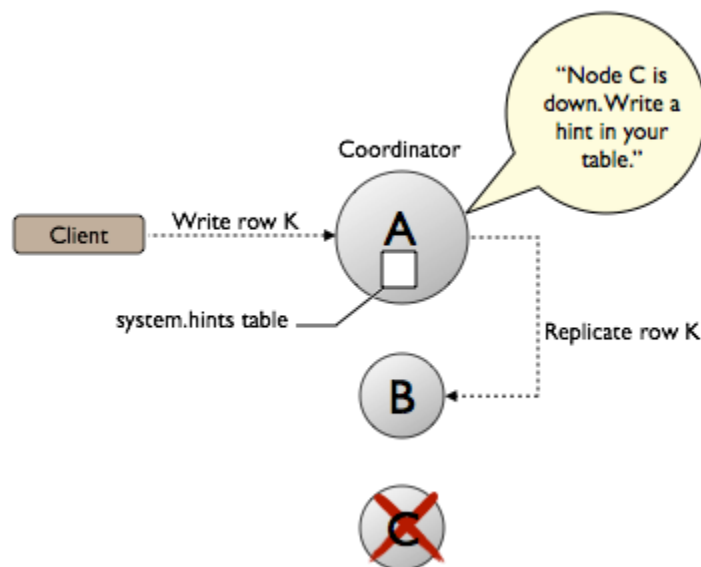 “Node C is
down. Write a
hint in your
table.”
Coordinator
Client
Write row K
A
system.hints table
Replicate row K
B
C